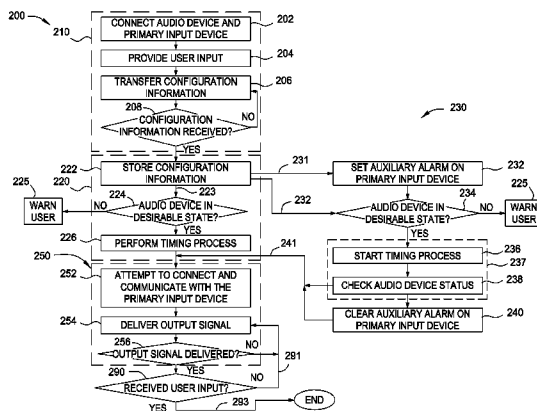 200
210
CONNECT AUDIO DEVICE AND
PRIMARY INPUT DEVICE
202
PROVIDE USER INPUT
204
TRANSFER CONFIGURATION
INFORMATION
206
208
CONFIGURATION
INFORMATION RECEIVED?
NO
YES
230
222
220
STORE CONFIGURATION
INFORMATION
231
SET AUXILIARY ALARM ON
PRIMARY INPUT DEVICE
232
225
WARN
USER
NO
224
223
AUDIO DEVICE IN
DESIRABLE STATE?
YES
232
234
AUDIO DEVICE IN
DESIRABLE STATE?
NO
225
WARN
USER
YES
226
PERFORM TIMING PROCESS
241
START TIMING PROCESS
236
237
CHECK AUDIO DEVICE STATUS
238
CLEAR AUXILIARY ALARM ON
PRIMARY INPUT DEVICE
240
250
252
ATTEMPT TO CONNECT AND
COMMUNICATE WITH THE
PRIMARY INPUT DEVICE
254
DELIVER OUTPUT SIGNAL
256
OUTPUT SIGNAL DELIVERED?
NO
291
YES
290
RECEIVED USER INPUT?
NO
YES
293
END